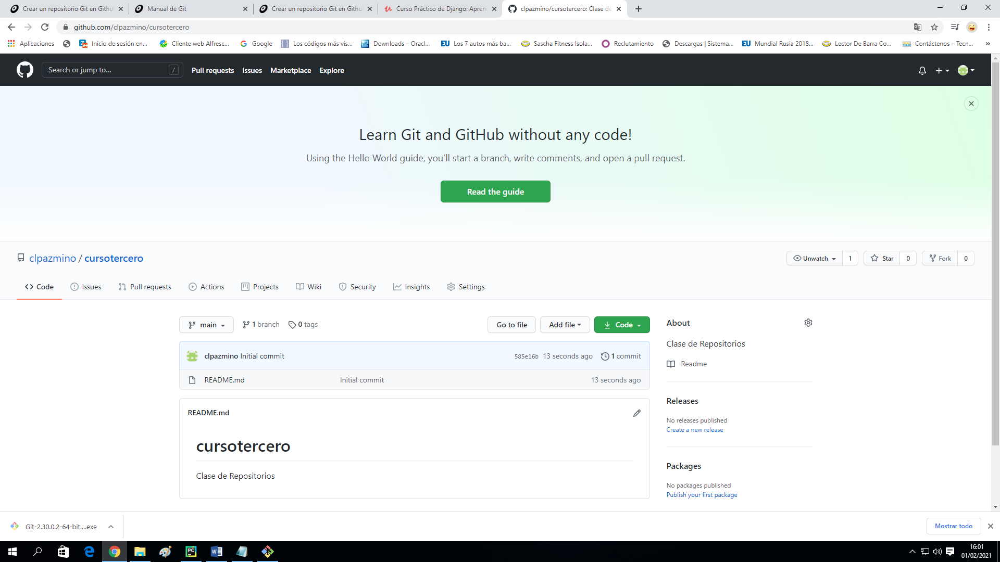 Crear un repositorio Git en Githu
Manual de Git
Crear un repositorio Git en Githu
Curso Práctico de Django: Apren
clpazmino/cursotercero: Clase de
github.com/clpazmino/cursotercero
Aplicaciones
Inicio de sesión en...
Cliente web Alfresc...
Google
Los códigos más vis...
Downloads – Oracl...
EU Los 7 autos más ba...
Sascha Fitness Isola...
Reclutamiento
Descargas | Sistema...
EU Mundial Rusia 2018...
Lector De Barra Co...
Contáctenos – Tecn...
»
Search or jump to... /
Pull requests Issues Marketplace Explore
Learn Git and GitHub without any code!
Using the Hello World guide, you’ll start a branch, write comments, and open a pull request.
Read the guide
clpazmino / cursotercero
Unwatch 1 Star 0 Fork 0
Code Issues Pull requests Actions Projects Wiki Security Insights Settings
main 1 branch 0 tags Go to file Add file Code
clpazmino Initial commit 585e16b 13 seconds ago 1 commit
README.md Initial commit 13 seconds ago
README.md
cursotercero
Clase de Repositorios
About
Clase de Repositorios
Readme
Releases
No releases published
Create a new release
Packages
No packages published
Publish your first package
Git-2.30.0.2-64-bit....exe
Mostrar todo
PC
16:01
01/02/2021